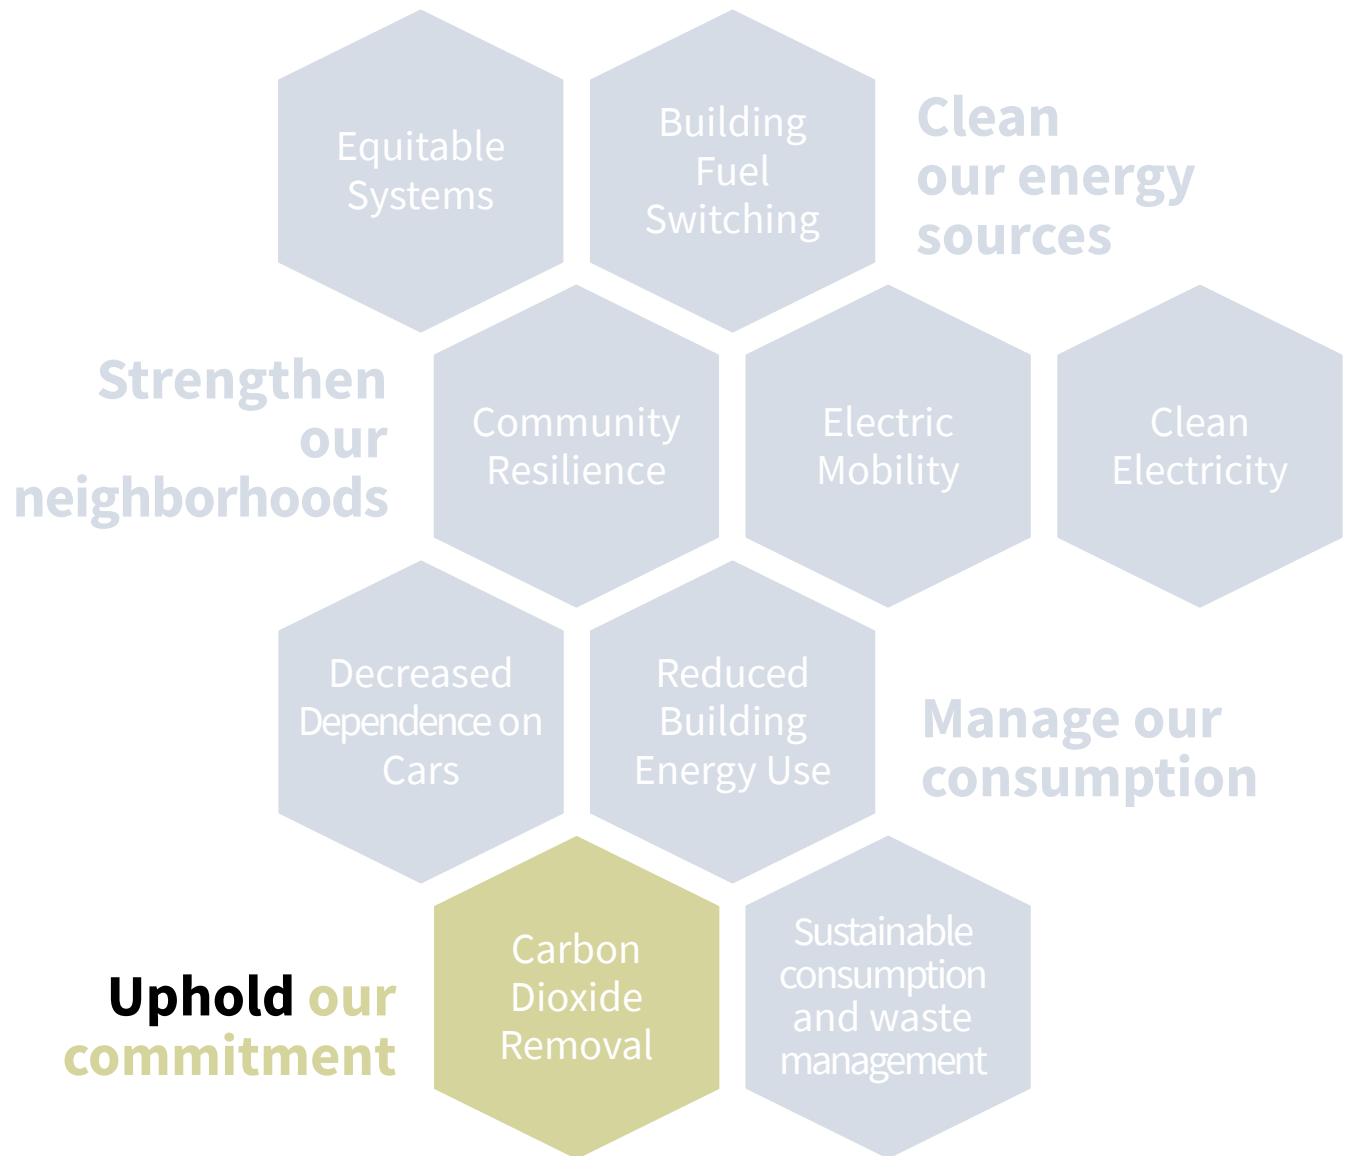 Equitable
Systems
Building
Fuel
Switching
Clean
our energy
sources
Strengthen
our
neighborhoods
Community
Resilience
Electric
Mobility
Clean
Electricity
Decreased
Dependence on
Cars
Reduced
Building
Energy Use
Manage our
consumption
Uphold our
commitment
Carbon
Dioxide
Removal
Sustainable
consumption
and waste
management